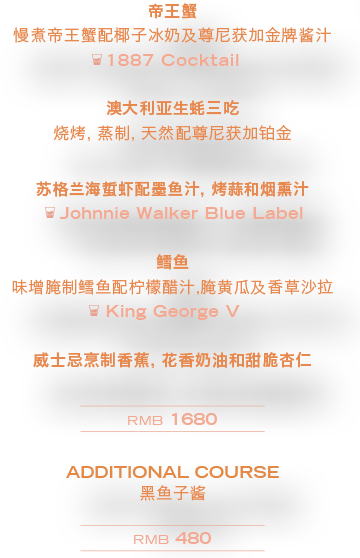 帝王蟹
慢煮帝王蟹配椰子冰奶及尊尼获加金牌酱汁
1887 Cocktail
澳大利亚生蚝三吃
烧烤, 蒸制, 天然配尊尼获加铂金
苏格兰海蜇虾配墨鱼汁, 烤蒜和烟熏汁
Johnnie Walker Blue Label
鳕鱼
味增腌制鳕鱼配柠檬醋汁,腌黄瓜及香草沙拉
King George V
威士忌烹制香蕉, 花香奶油和甜脆杏仁
RMB 1680
ADDITIONAL COURSE
黑鱼子酱
RMB 480